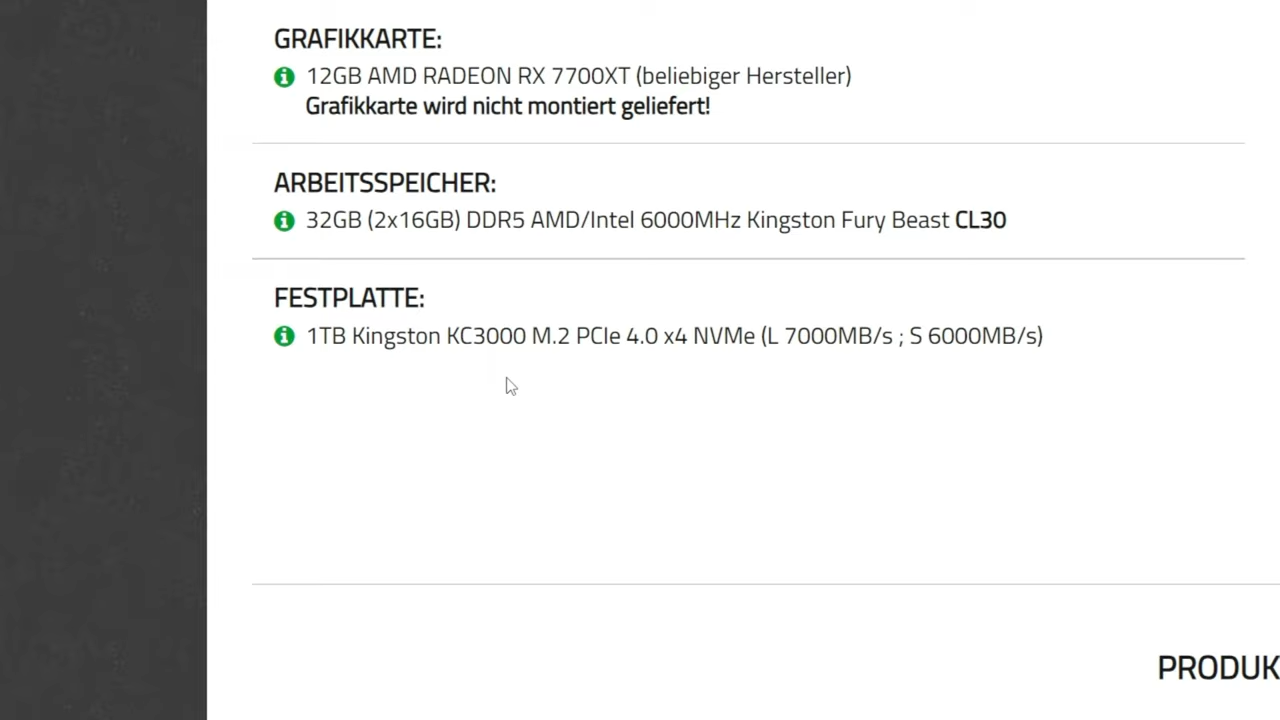 GRAFIKKARTE:
12GB AMD RADEON RX 7700XT (beliebiger Hersteller)
Grafikkarte wird nicht montiert geliefert!
ARBEITSSPEICHER:
32GB (2x16GB) DDR5 AMD/Intel 6000MHz Kingston Fury Beast CL30
FESTPLATTE:
1TB Kingston KC3000 M.2 PCIe 4.0 x4 NVMe (L 7000MB/s ; S 6000MB/s)
PRODUK